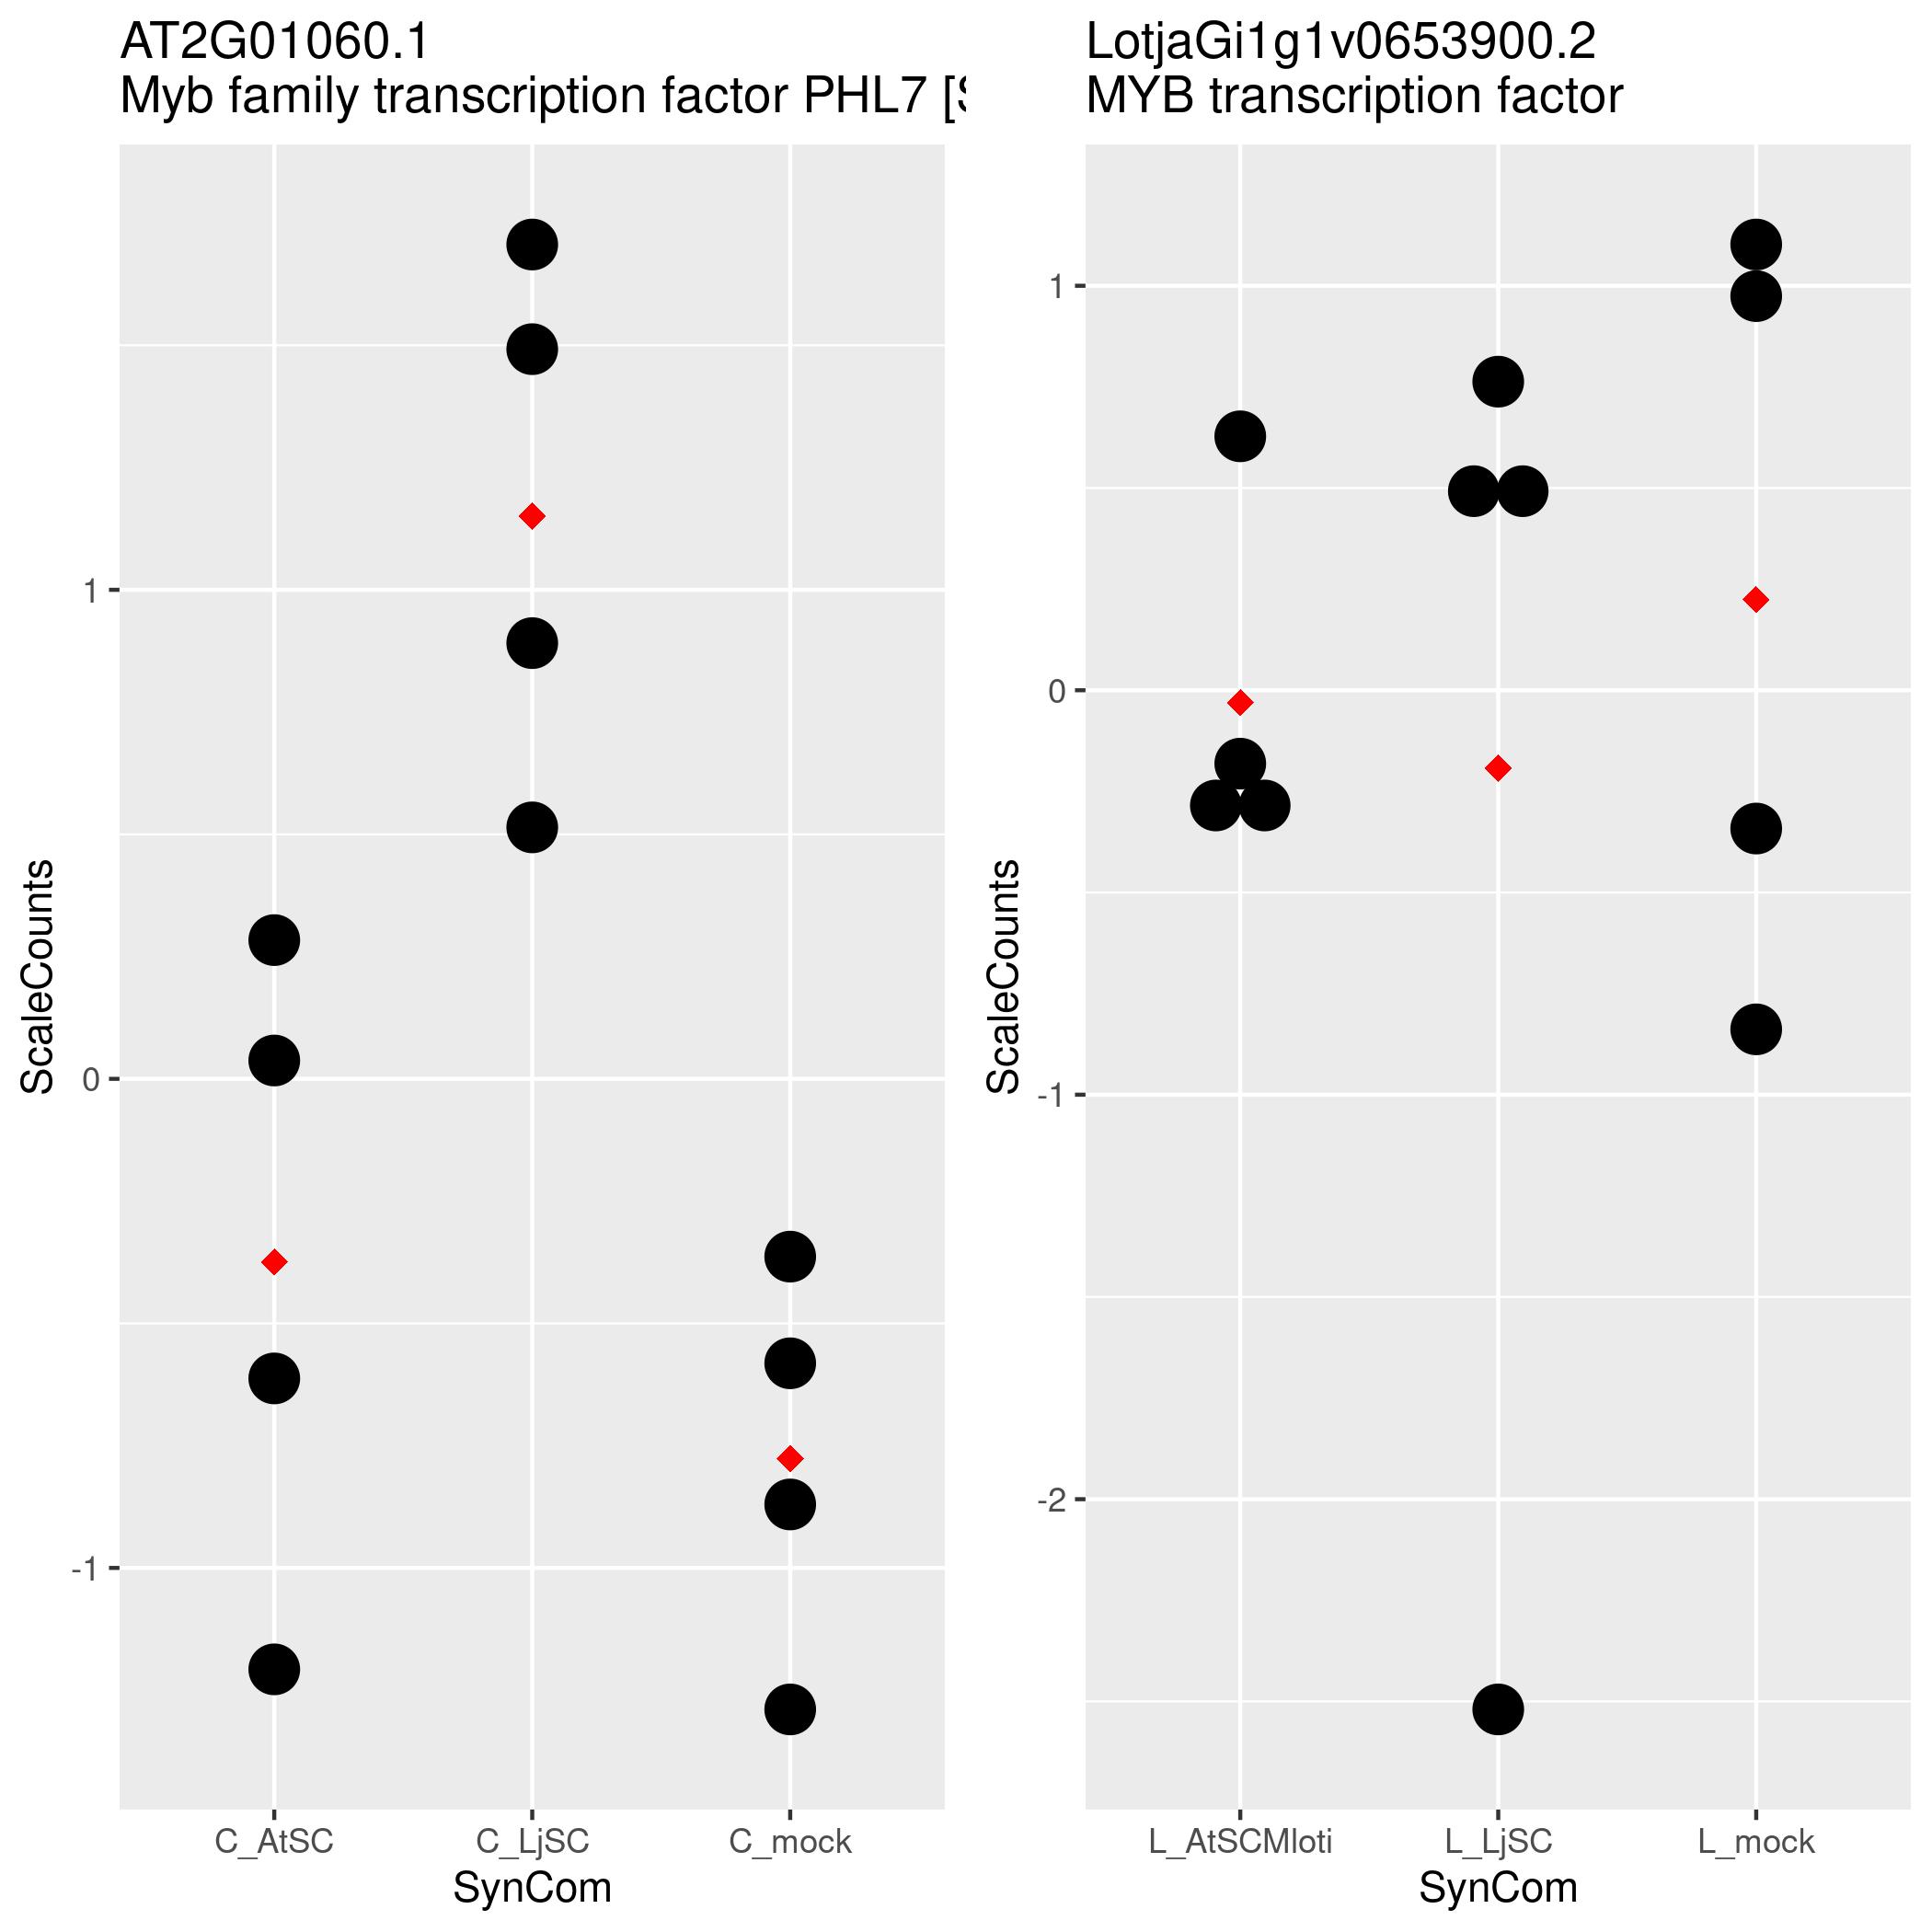 AT2G01060.1
Myb family transcription factor PHL7 [
LotjaGi1g1v0653900.2
MYB transcription factor
ScaleCounts
1
0
-1
C_AtSC
C_LjSC
C_mock
SynCom
ScaleCounts
1
0
-1
-2
L_AtSCMloti
L_LjSC
L_mock
SynCom